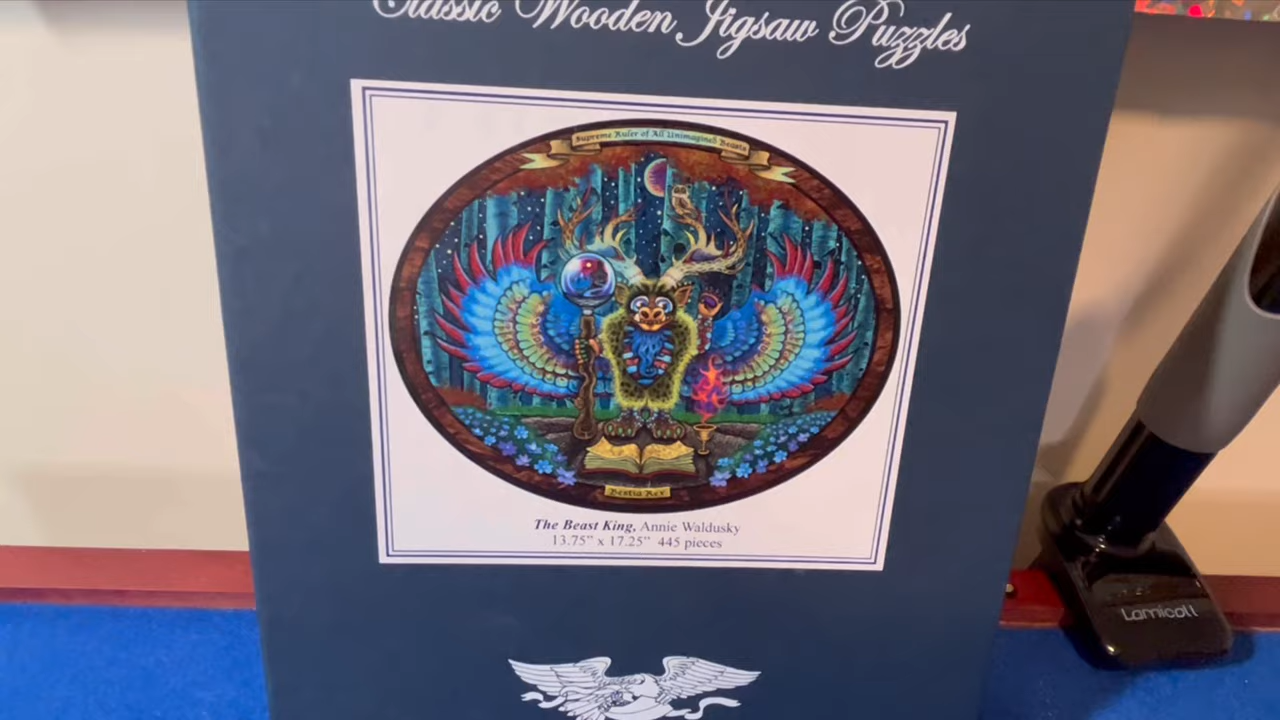 Classic Wooden Jigsaw Puzzles
Supreme Ruler of All Unimagined Beasts
Bestia Rex
The Beast King, Annie Waldusky
13.75" x 17.25" 445 pieces
Lamicall